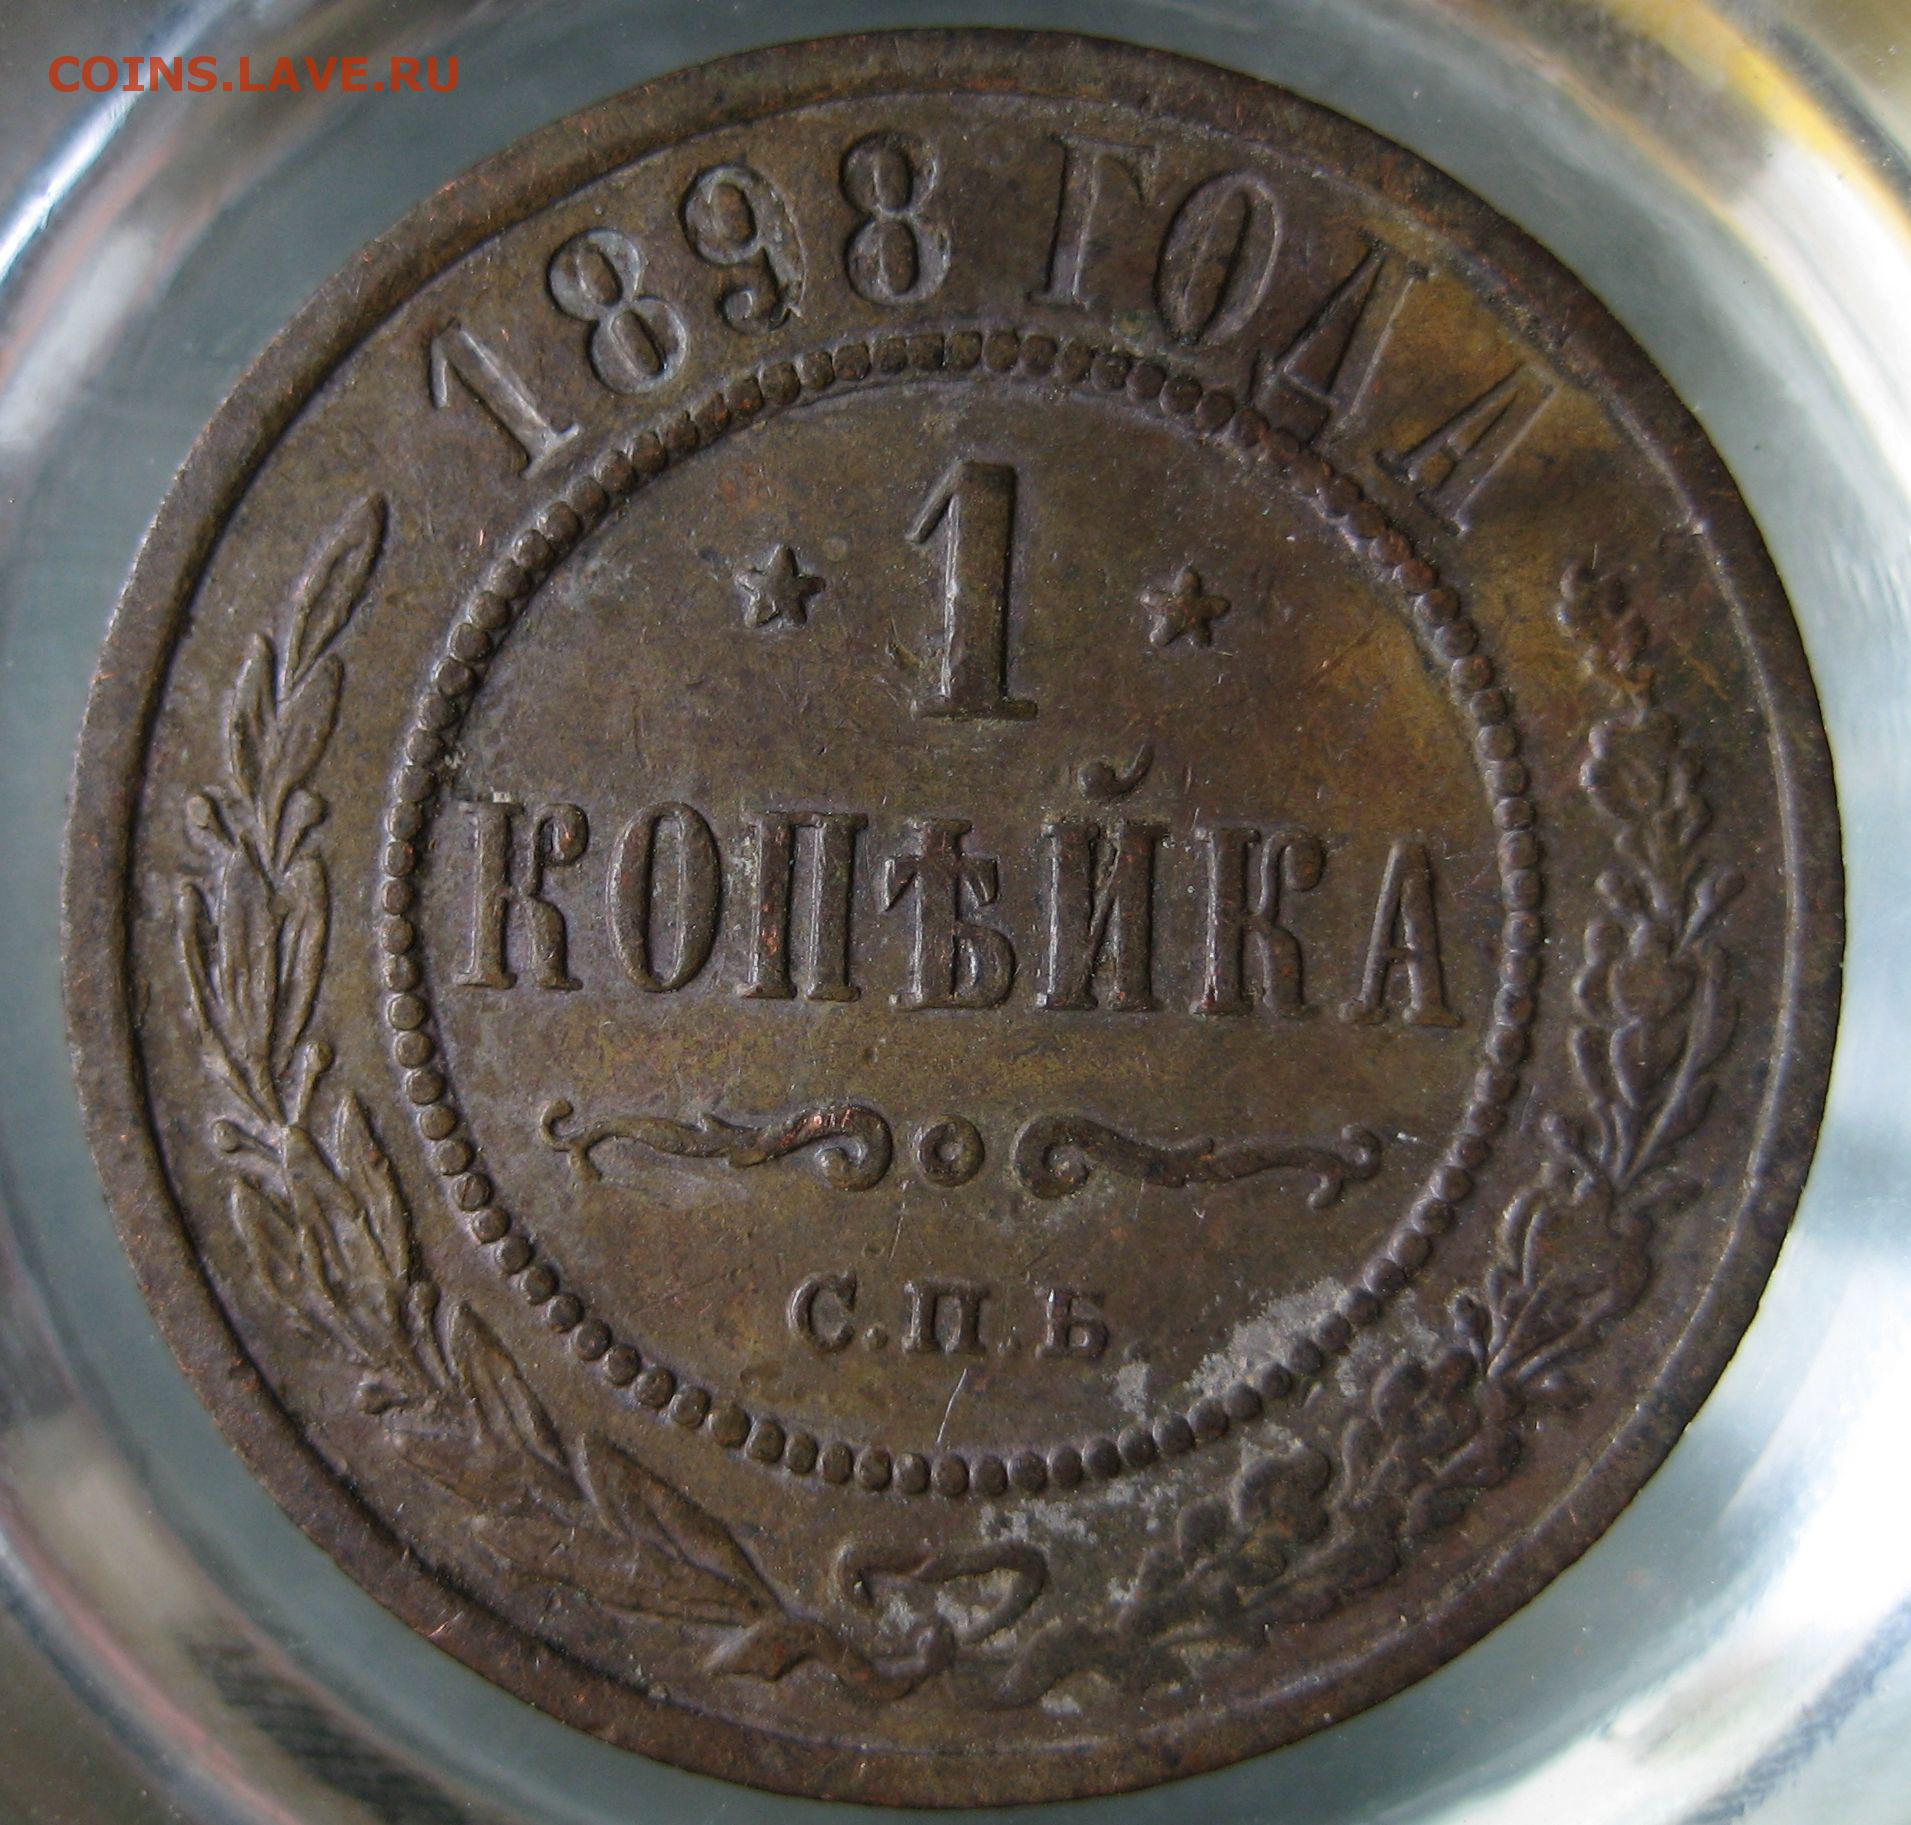 COINS.LAVE.RU
1898 ГОДА
1
КОПѢЙКА
С.П.Б.